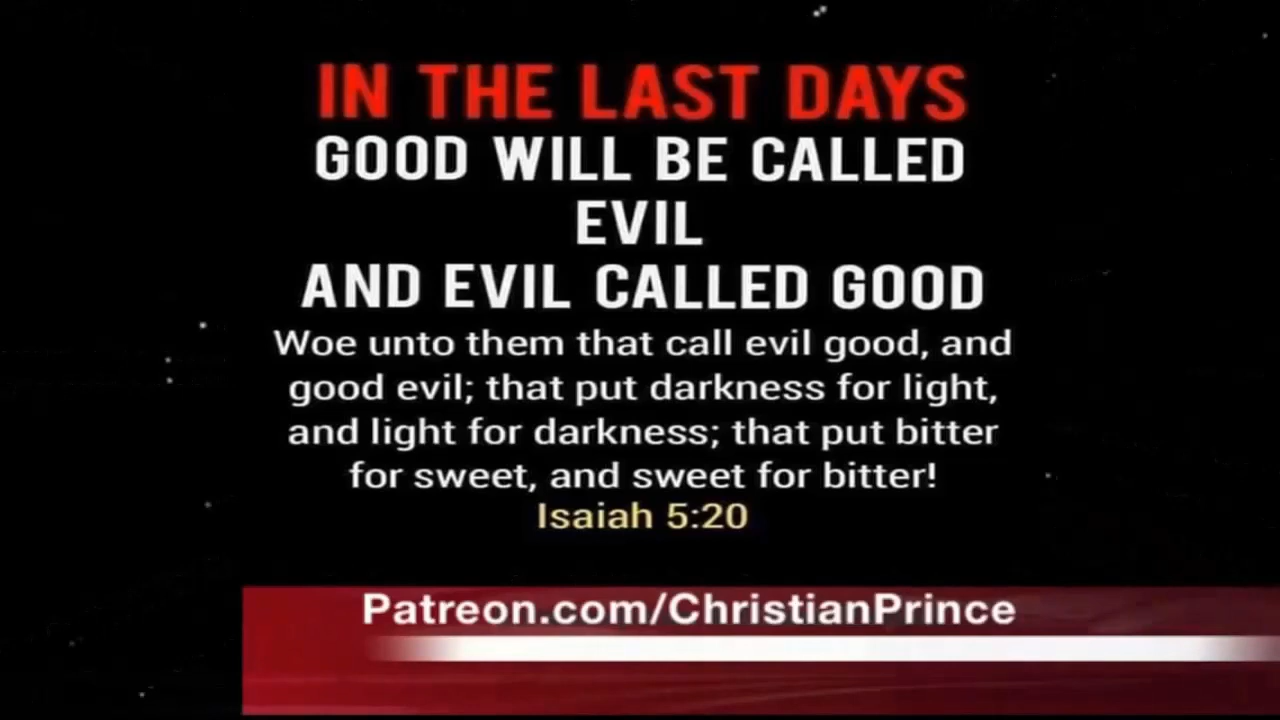 IN THE LAST DAYS
GOOD WILL BE CALLED
EVIL
AND EVIL CALLED GOOD
Woe unto them that call evil good, and
good evil; that put darkness for light,
and light for darkness; that put bitter
for sweet, and sweet for bitter!
Isaiah 5:20
Patreon.com/ChristianPrince